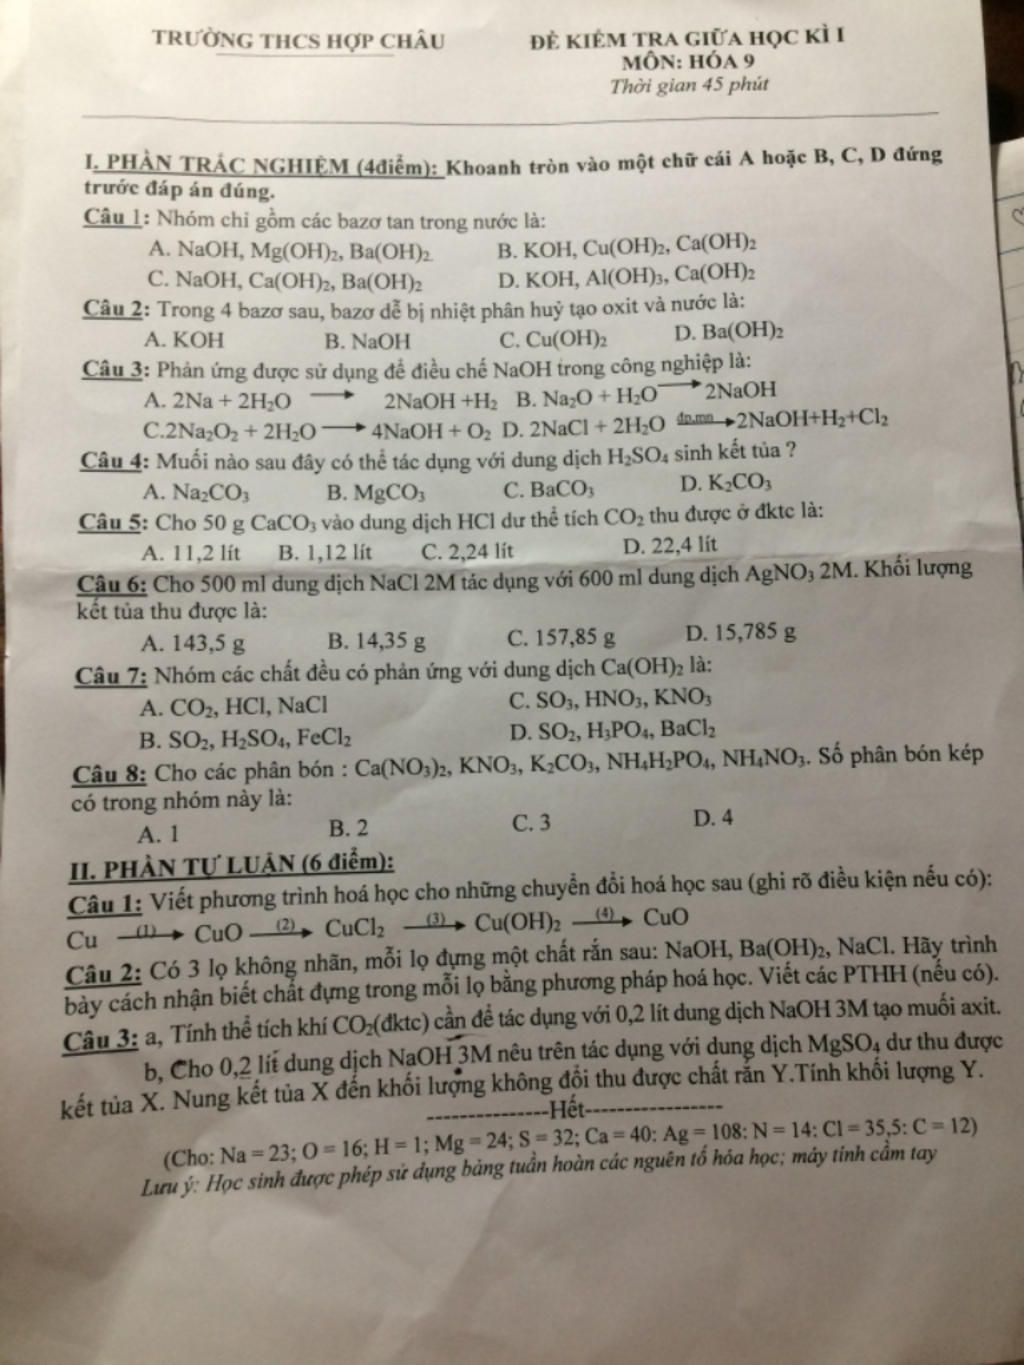 TRƯỜNG THCS HỢP CHÂU
ĐỀ KIỂM TRA GIỮA HỌC KÌ I
MÔN: HÓA 9
Thời gian 45 phút
I. PHẦN TRẮC NGHIỆM (4điểm): Khoanh tròn vào một chữ cái A hoặc B, C, D đứng
trước đáp án đúng.
Câu 1: Nhóm chỉ gồm các bazơ tan trong nước là:
A. NaOH, Mg(OH)₂, Ba(OH)₂ B. KOH, Cu(OH)₂, Ca(OH)₂
C. NaOH, Ca(OH)₂, Ba(OH)₂ D. KOH, Al(OH)₃, Ca(OH)₂
Câu 2: Trong 4 bazơ sau, bazơ dễ bị nhiệt phân huỷ tạo oxit và nước là:
A. KOH B. NaOH C. Cu(OH)₂ D. Ba(OH)₂
Câu 3: Phản ứng được sử dụng để điều chế NaOH trong công nghiệp là:
A. 2Na + 2H₂O → 2NaOH +H₂ B. Na₂O + H₂O → 2NaOH
C.2Na₂O₂ + 2H₂O → 4NaOH + O₂ D. 2NaCl + 2H₂O đp,mn → 2NaOH+H₂+Cl₂
Câu 4: Muối nào sau đây có thể tác dụng với dung dịch H₂SO₄ sinh kết tủa ?
A. Na₂CO₃ B. MgCO₃ C. BaCO₃ D. K₂CO₃
Câu 5: Cho 50 g CaCO₃ vào dung dịch HCl dư thể tích CO₂ thu được ở đktc là:
A. 11,2 lít B. 1,12 lít C. 2,24 lít D. 22,4 lít
Câu 6: Cho 500 ml dung dịch NaCl 2M tác dụng với 600 ml dung dịch AgNO₃ 2M. Khối lượng
kết tủa thu được là:
A. 143,5 g B. 14,35 g C. 157,85 g D. 15,785 g
Câu 7: Nhóm các chất đều có phản ứng với dung dịch Ca(OH)₂ là:
A. CO₂, HCl, NaCl C. SO₃, HNO₃, KNO₃
B. SO₂, H₂SO₄, FeCl₂ D. SO₂, H₃PO₄, BaCl₂
Câu 8: Cho các phân bón : Ca(NO₃)₂, KNO₃, K₂CO₃, NH₄H₂PO₄, NH₄NO₃. Số phân bón kép
có trong nhóm này là:
A. 1 B. 2 C. 3 D. 4
II. PHẦN TỰ LUẬN (6 điểm):
Câu 1: Viết phương trình hoá học cho những chuyển đổi hoá học sau (ghi rõ điều kiện nếu có):
Cu (1)→ CuO (2)→ CuCl₂ (3)→ Cu(OH)₂ (4)→ CuO
Câu 2: Có 3 lọ không nhãn, mỗi lọ đựng một chất rắn sau: NaOH, Ba(OH)₂, NaCl. Hãy trình
bày cách nhận biết chất đựng trong mỗi lọ bằng phương pháp hoá học. Viết các PTHH (nếu có).
Câu 3: a, Tính thể tích khí CO₂(đktc) cần để tác dụng với 0,2 lít dung dịch NaOH 3M tạo muối axit.
b, Cho 0,2 lít dung dịch NaOH 3M nêu trên tác dụng với dung dịch MgSO₄ dư thu được
kết tủa X. Nung kết tủa X đến khối lượng không đổi thu được chất rắn Y.Tính khối lượng Y.
---------------Hết-----------------
(Cho: Na = 23; O = 16; H = 1; Mg = 24; S = 32; Ca = 40: Ag = 108: N = 14: Cl = 35,5: C = 12)
Lưu ý: Học sinh được phép sử dụng bảng tuần hoàn các nguên tố hóa học; máy tính cầm tay